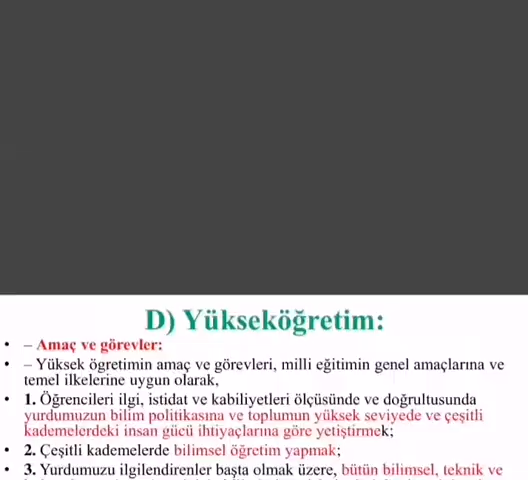 D) Yükseköğretim:
• – Amaç ve görevler:
• – Yüksek ögretimin amaç ve görevleri, milli eğitimin genel amaçlarına ve
temel ilkelerine uygun olarak,
• 1. Öğrencileri ilgi, istidat ve kabiliyetleri ölçüsünde ve doğrultusunda
yurdumuzun bilim politikasına ve toplumun yüksek seviyede ve çeşitli
kademelerdeki insan gücü ihtiyaçlarına göre yetiştirmek;
• 2. Çeşitli kademelerde bilimsel öğretim yapmak;
• 3. Yurdumuzu ilgilendirenler başta olmak üzere, bütün bilimsel, teknik ve